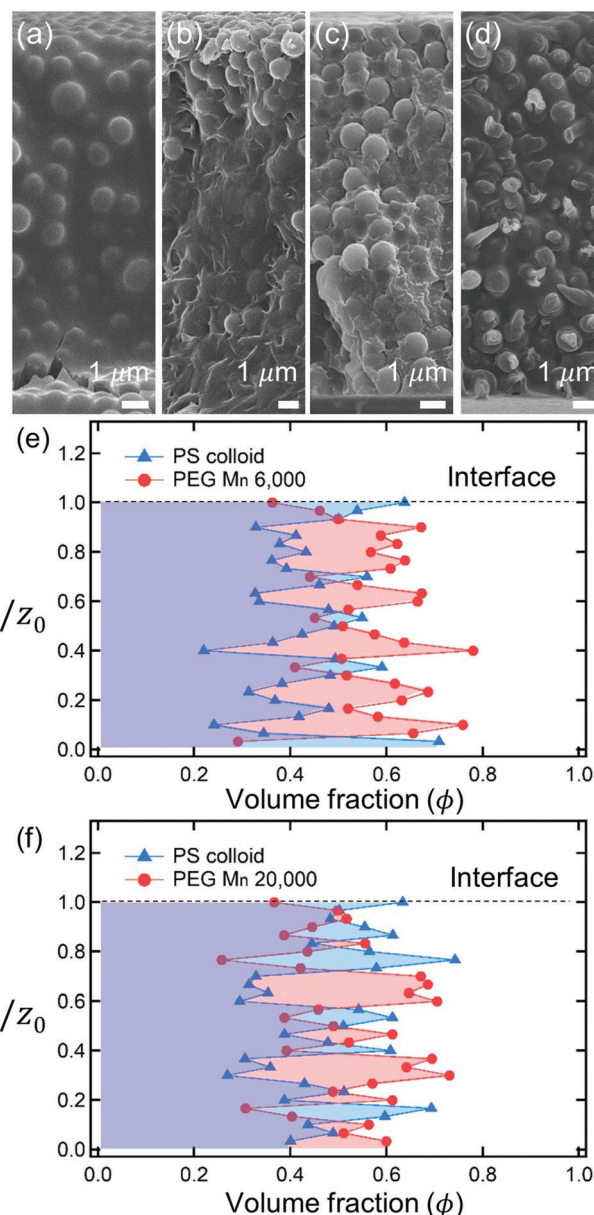 (a) (b) (c) (d)
1 μm 1 μm 1 μm 1 μm
(e)
PS colloid
PEG Mn 6,000
Interface
1.2
1.0
0.8
/z0
0.6
0.4
0.2
0.0
0.0 0.2 0.4 0.6 0.8 1.0
Volume fraction (ϕ)
(f)
PS colloid
PEG Mn 20,000
Interface
1.2
1.0
0.8
/z0
0.6
0.4
0.2
0.0
0.0 0.2 0.4 0.6 0.8 1.0
Volume fraction (ϕ)